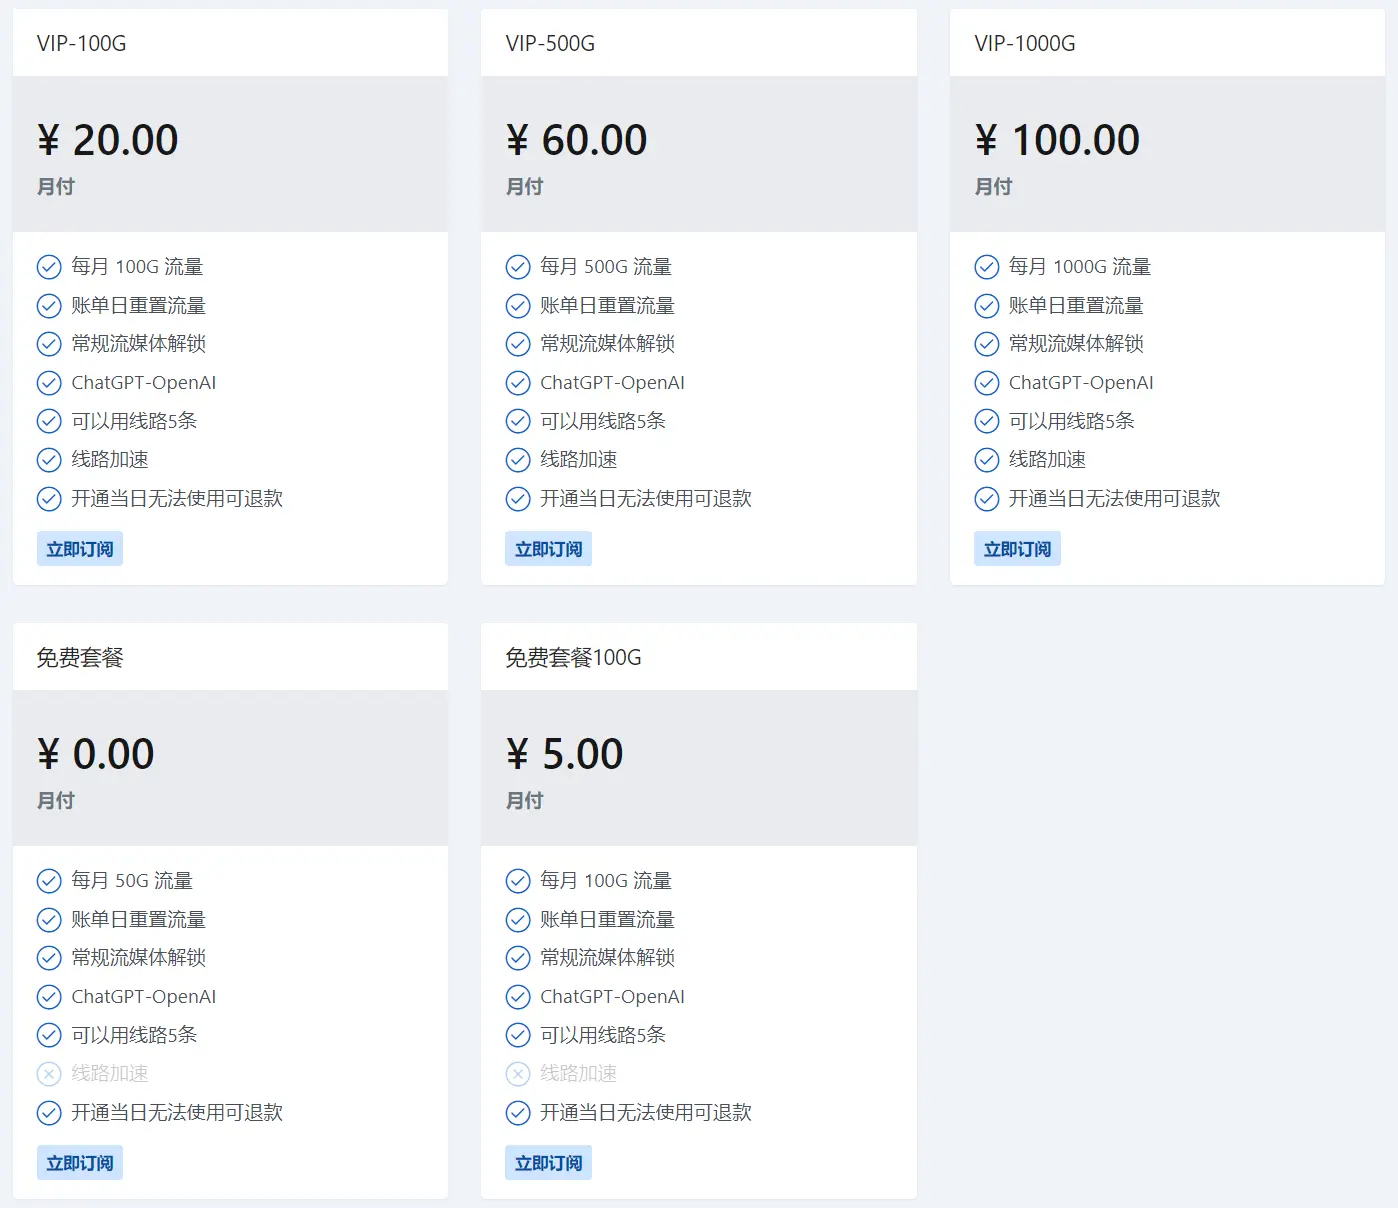 VIP-100G
¥ 20.00
月付
每月 100G 流量
账单日重置流量
常规流媒体解锁
ChatGPT-OpenAI
可以用线路5条
线路加速
开通当日无法使用可退款
立即订阅
VIP-500G
¥ 60.00
月付
每月 500G 流量
账单日重置流量
常规流媒体解锁
ChatGPT-OpenAI
可以用线路5条
线路加速
开通当日无法使用可退款
立即订阅
VIP-1000G
¥ 100.00
月付
每月 1000G 流量
账单日重置流量
常规流媒体解锁
ChatGPT-OpenAI
可以用线路5条
线路加速
开通当日无法使用可退款
立即订阅
免费套餐
¥ 0.00
月付
每月 50G 流量
账单日重置流量
常规流媒体解锁
ChatGPT-OpenAI
可以用线路5条
线路加速
开通当日无法使用可退款
立即订阅
免费套餐100G
¥ 5.00
月付
每月 100G 流量
账单日重置流量
常规流媒体解锁
ChatGPT-OpenAI
可以用线路5条
线路加速
开通当日无法使用可退款
立即订阅